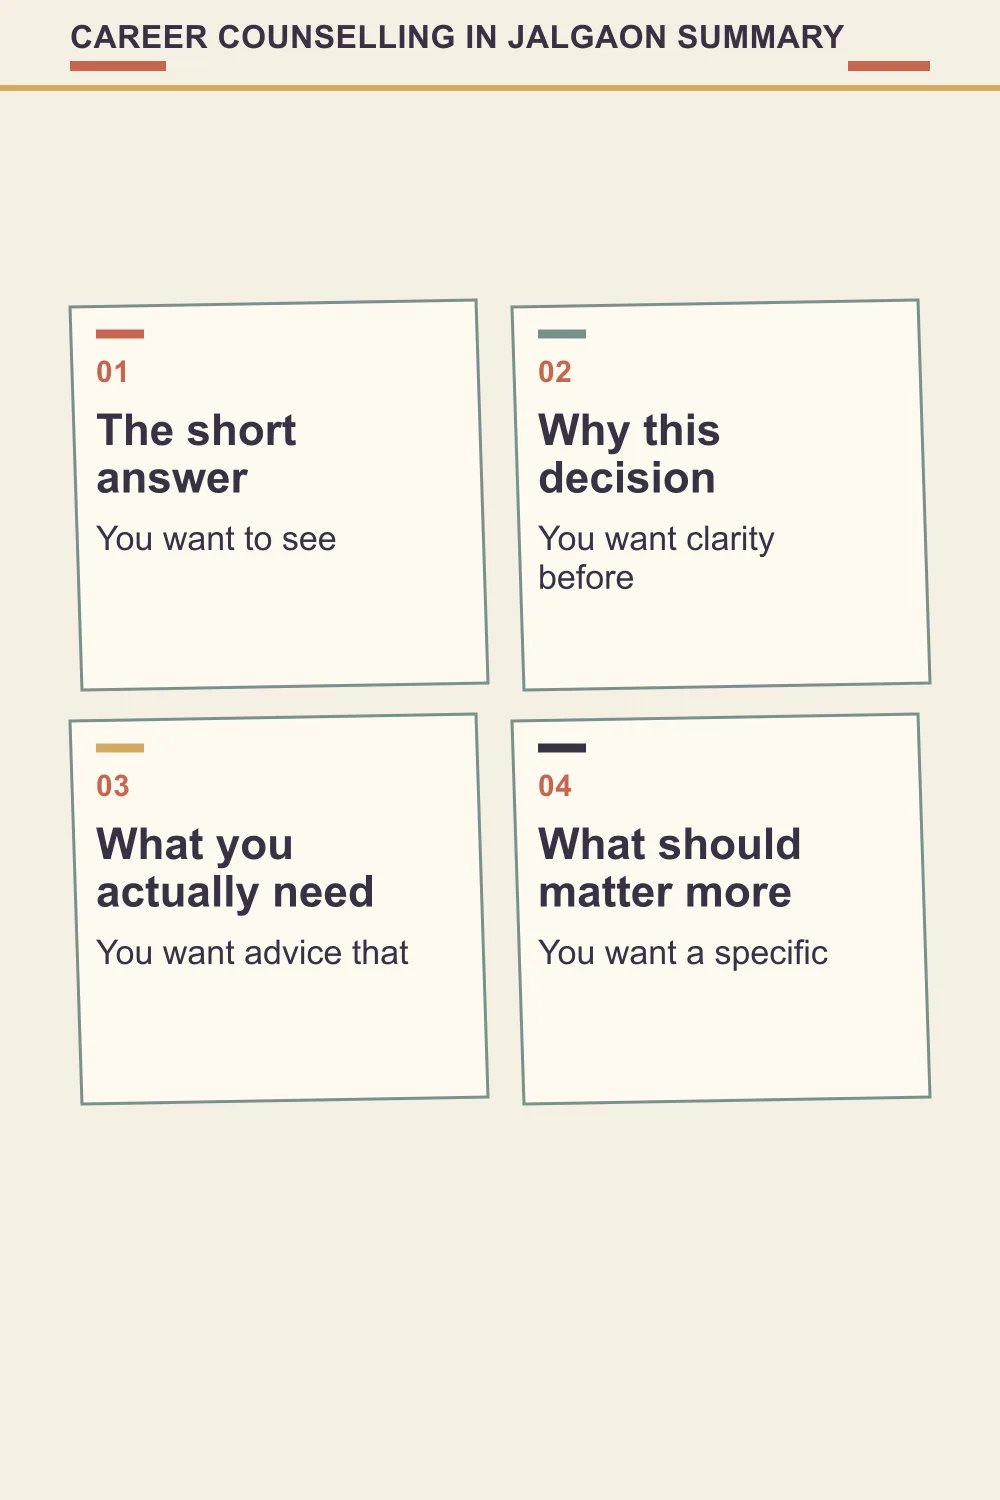 CAREER COUNSELLING IN JALGAON SUMMARY
01
The short
answer
You want to see
02
Why this
decision
You want clarity
before
03
What you
actually need
You want advice that
04
What should
matter more
You want a specific